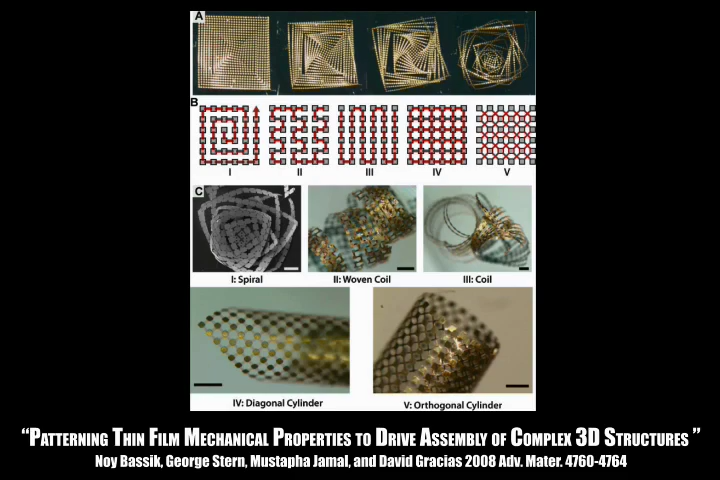 A
B
I II III IV V
C
I: Spiral II: Woven Coil III: Coil
IV: Diagonal Cylinder V: Orthogonal Cylinder
“Patterning Thin Film Mechanical Properties to Drive Assembly of Complex 3D Structures ”
Noy Bassik, George Stern, Mustapha Jamal, and David Gracias 2008 Adv. Mater. 4760-4764